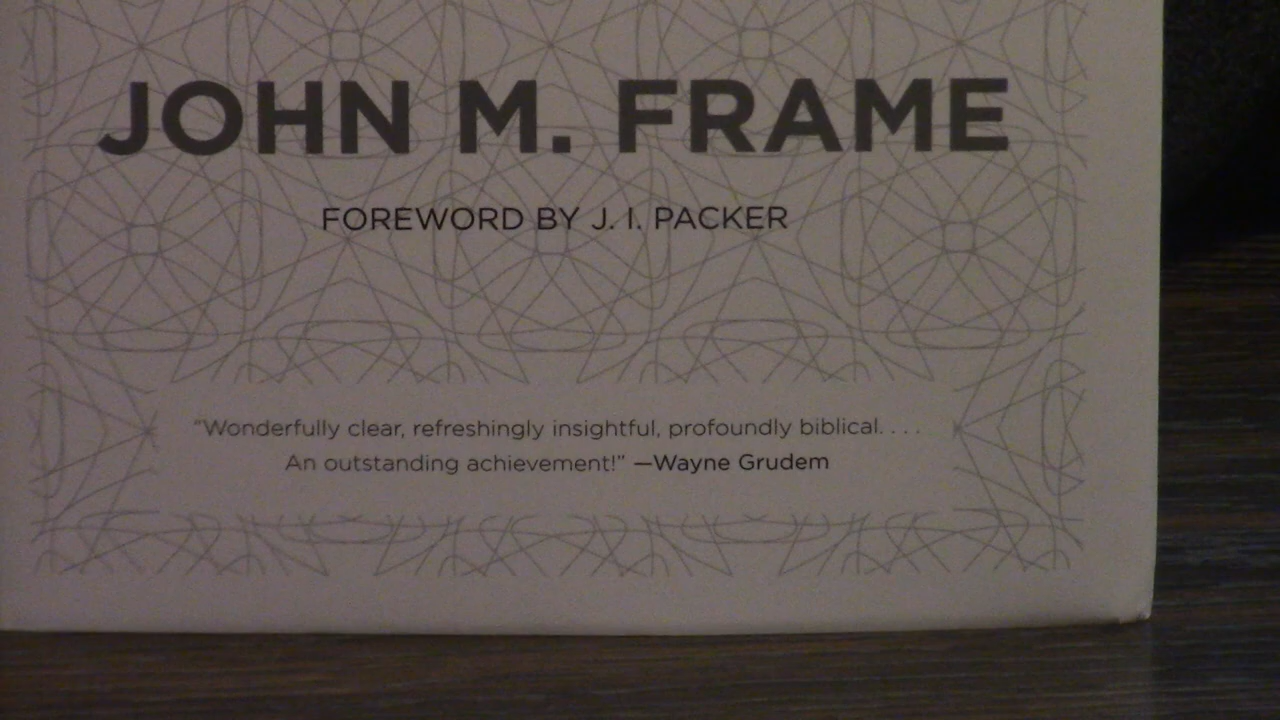 JOHN M. FRAME
FOREWORD BY J. I. PACKER
“Wonderfully clear, refreshingly insightful, profoundly biblical. . . .
An outstanding achievement!” —Wayne Grudem